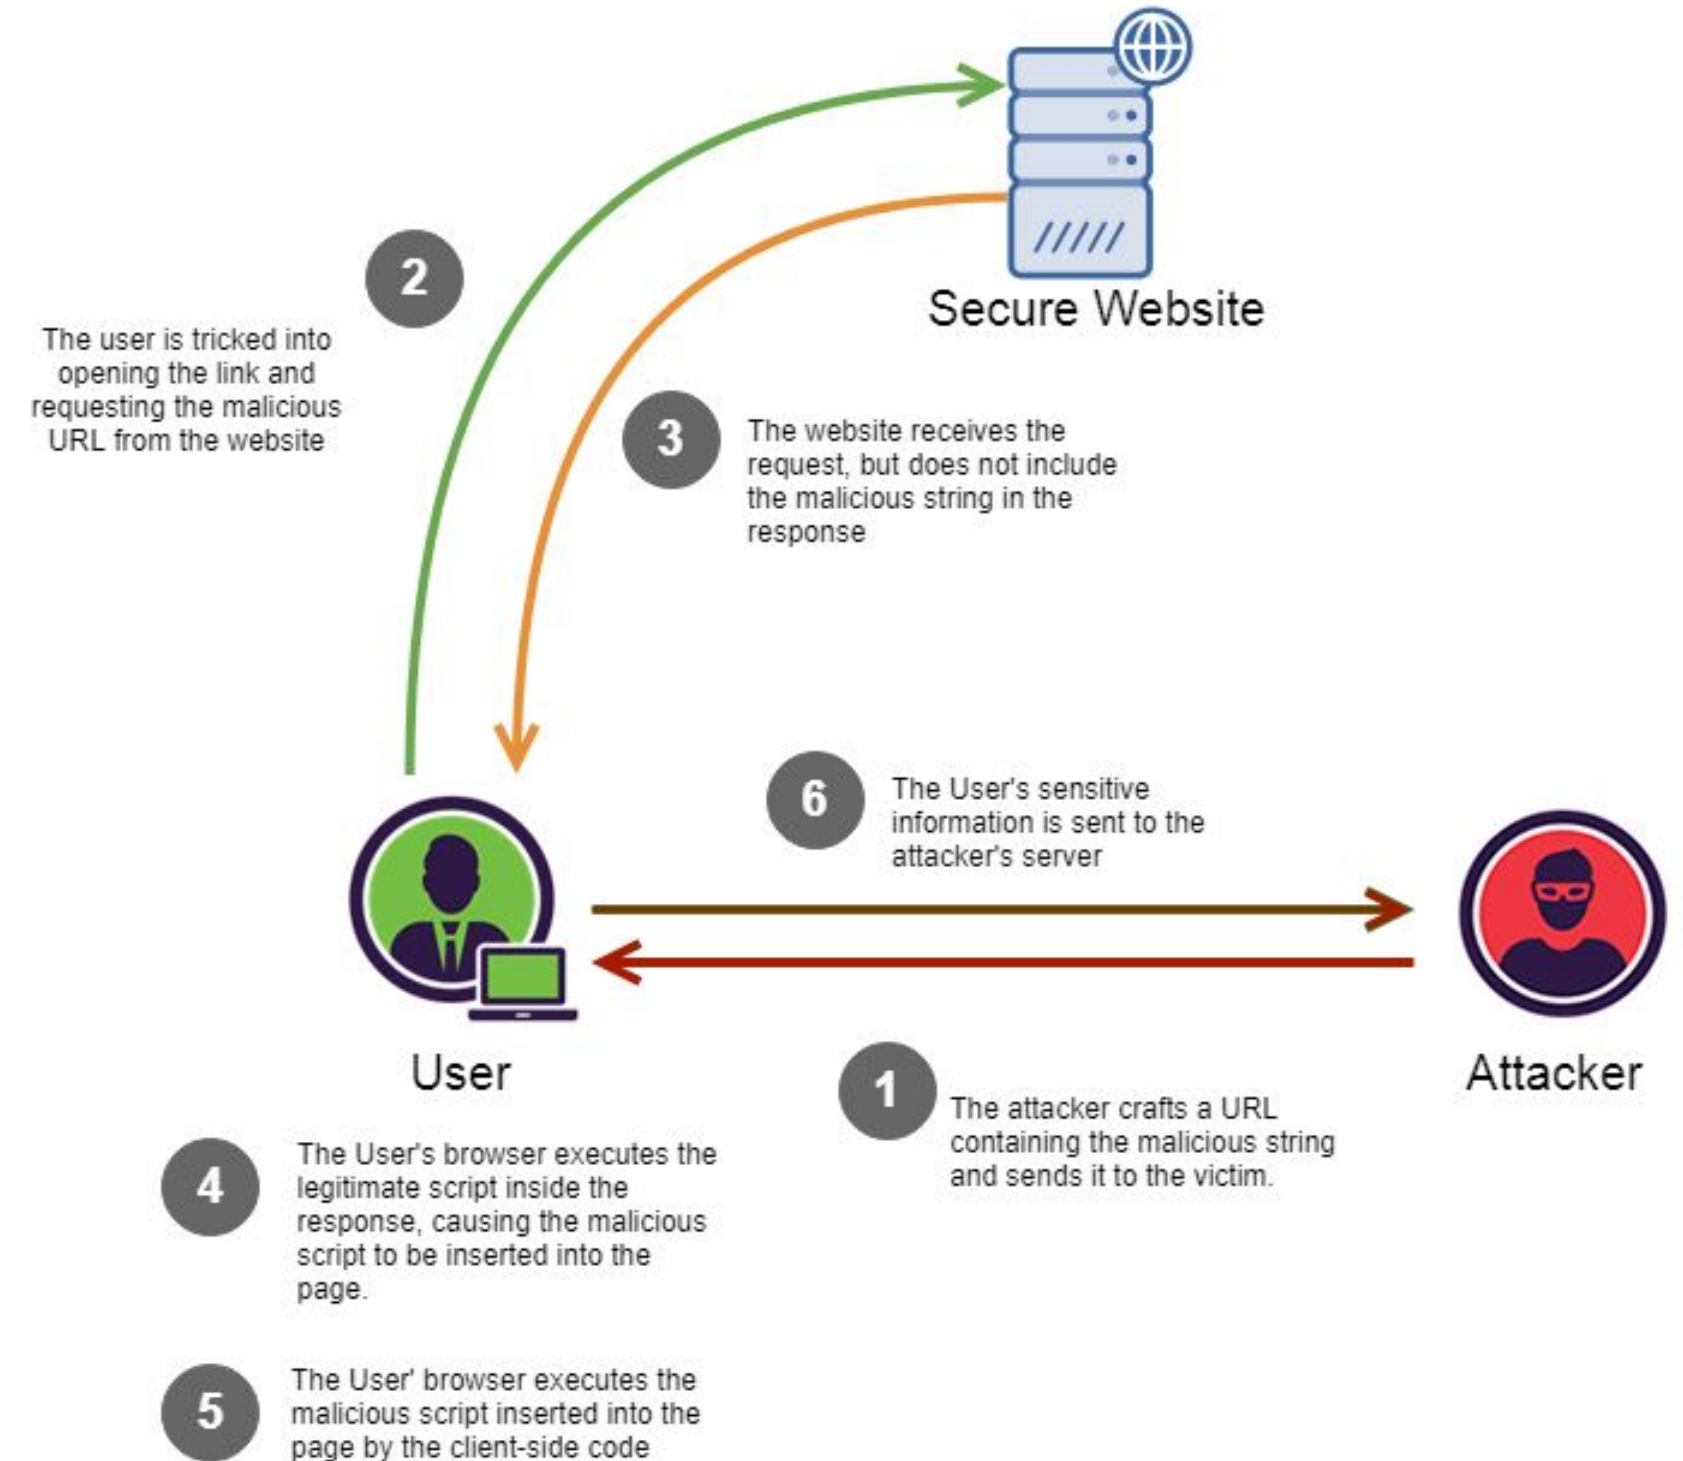 Secure Website
2
The user is tricked into
opening the link and
requesting the malicious
URL from the website
3
The website receives the
request, but does not include
the malicious string in the
response
6
The User's sensitive
information is sent to the
attacker's server
User
Attacker
1
The attacker crafts a URL
containing the malicious string
and sends it to the victim.
4
The User's browser executes the
legitimate script inside the
response, causing the malicious
script to be inserted into the
page.
5
The User' browser executes the
malicious script inserted into the
page by the client-side code